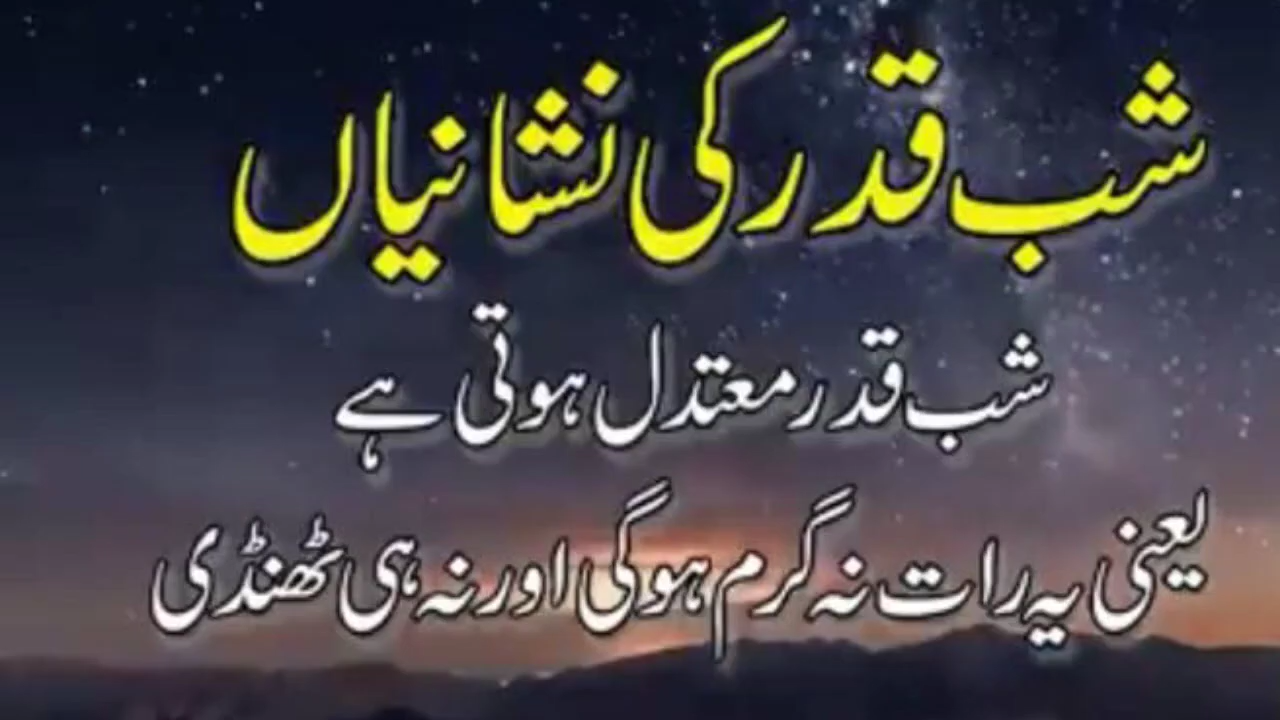 شب قدر کی نشانیاں
شب قدر معتدل ہوتی ہے
یعنی یہ رات نہ گرم ہوگی اور نہ ہی ٹھنڈی